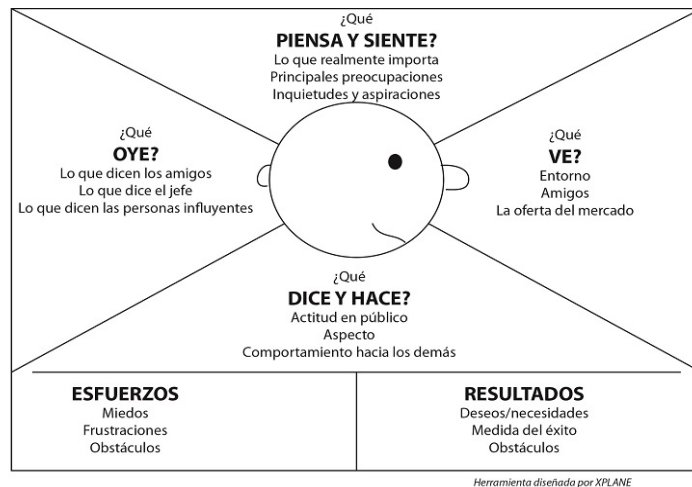 ¿Qué
PIENSA Y SIENTE?
Lo que realmente importa
Principales preocupaciones
Inquietudes y aspiraciones
¿Qué
OYE?
Lo que dicen los amigos
Lo que dice el jefe
Lo que dicen las personas influyentes
¿Qué
VE?
Entorno
Amigos
La oferta del mercado
¿Qué
DICE Y HACE?
Actitud en público
Aspecto
Comportamiento hacia los demás
ESFUERZOS
Miedos
Frustraciones
Obstáculos
RESULTADOS
Deseos/necesidades
Medida del éxito
Obstáculos
Herramienta diseñada por XPLANE